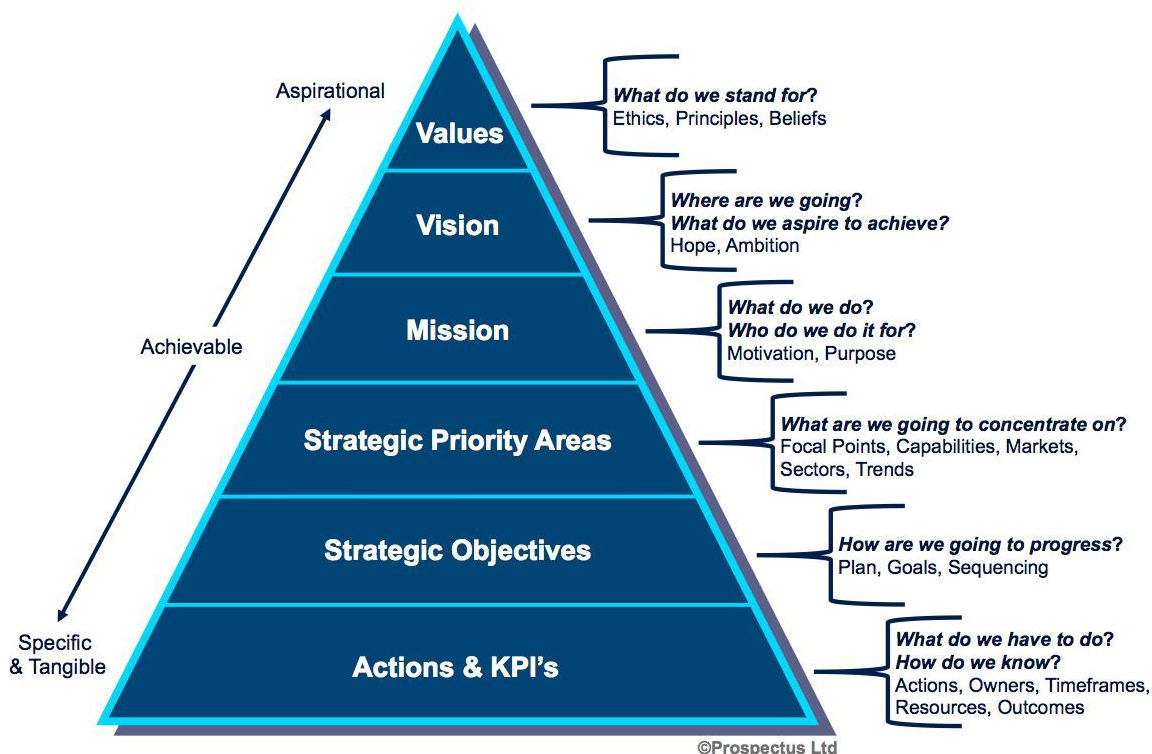 Aspirational
Achievable
Specific
& Tangible
Values
What do we stand for?
Ethics, Principles, Beliefs
Vision
Where are we going?
What do we aspire to achieve?
Hope, Ambition
Mission
What do we do?
Who do we do it for?
Motivation, Purpose
Strategic Priority Areas
What are we going to concentrate on?
Focal Points, Capabilities, Markets,
Sectors, Trends
Strategic Objectives
How are we going to progress?
Plan, Goals, Sequencing
Actions & KPI's
What do we have to do?
How do we know?
Actions, Owners, Timeframes,
Resources, Outcomes
©Prospectus Ltd